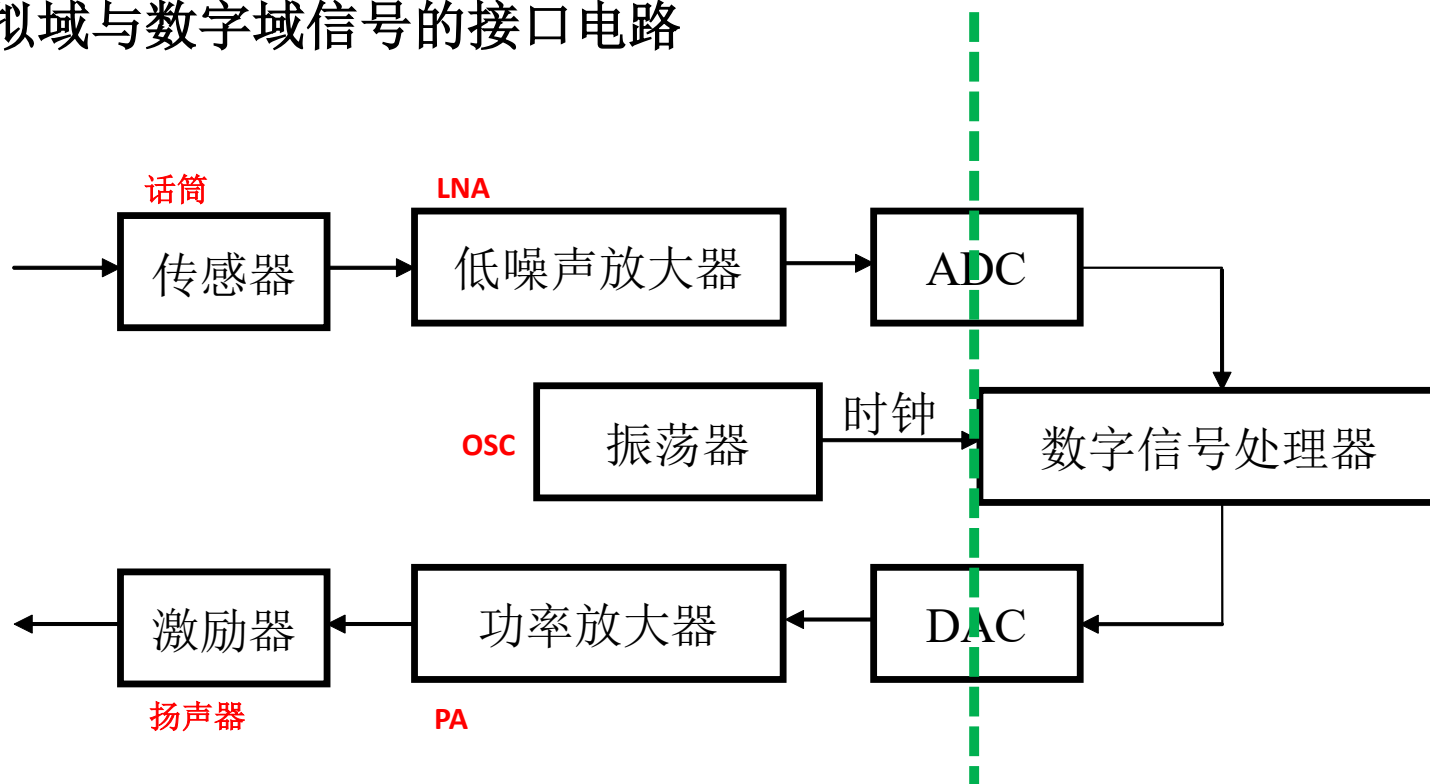 拟域与数字域信号的接口电路
话筒
LNA
传感器
低噪声放大器
ADC
OSC
振荡器
时钟
数字信号处理器
激励器
功率放大器
DAC
扬声器
PA